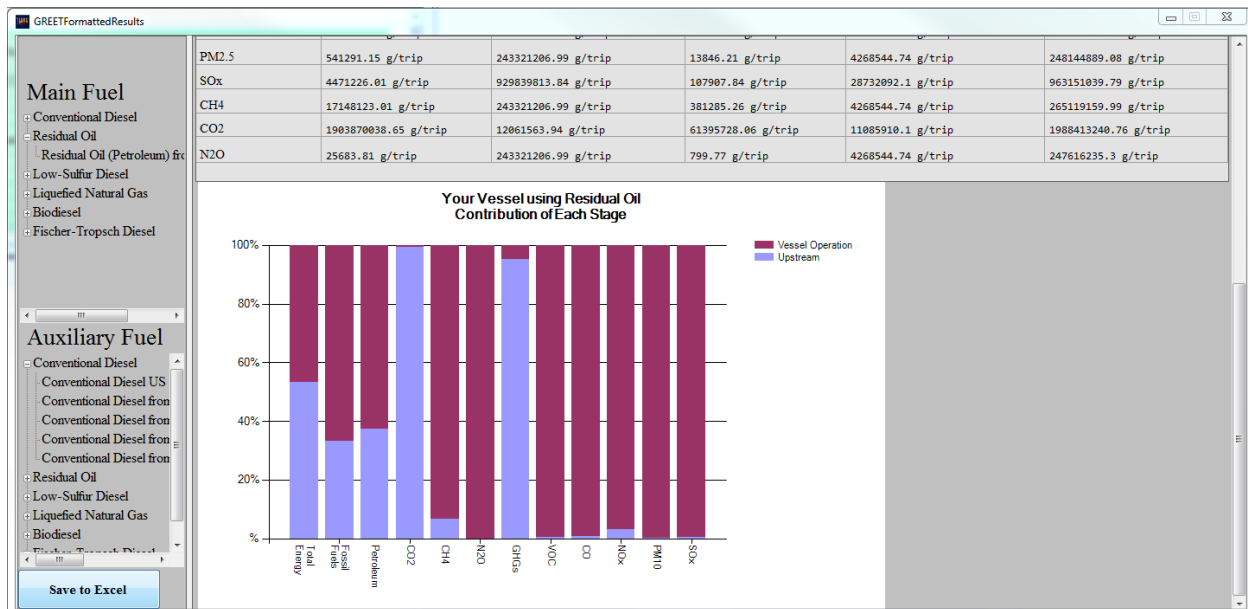 GREETFormattedResults
Main Fuel
Conventional Diesel
Residual Oil
Residual Oil (Petroleum) fro
Low-Sulfur Diesel
Liquefied Natural Gas
Biodiesel
Fischer-Tropsch Diesel
Auxiliary Fuel
Conventional Diesel
Conventional Diesel US
Conventional Diesel from
Conventional Diesel from
Conventional Diesel from
Conventional Diesel from
Residual Oil
Low-Sulfur Diesel
Liquefied Natural Gas
Biodiesel
Fischer-Tropsch Diesel
Save to Excel
PM2.5 541291.15 g/trip 243321206.99 g/trip 13846.21 g/trip 4268544.74 g/trip 248144889.08 g/trip
SOx 4471226.01 g/trip 929839813.84 g/trip 107907.84 g/trip 28732092.1 g/trip 963151039.79 g/trip
CH4 17148123.01 g/trip 243321206.99 g/trip 381285.26 g/trip 4268544.74 g/trip 265119159.99 g/trip
CO2 1903870038.65 g/trip 12061563.94 g/trip 61395728.06 g/trip 11085910.1 g/trip 1988413240.76 g/trip
N2O 25683.81 g/trip 243321206.99 g/trip 799.77 g/trip 4268544.74 g/trip 247616235.3 g/trip
Your Vessel using Residual Oil
Contribution of Each Stage
100%
80%
60%
40%
20%
%
Total Energy
Fossil Fuels
Petroleum
CO2
CH4
N2O
GHGs
VOC
CO
NOx
PM10
SOx
Vessel Operation
Upstream